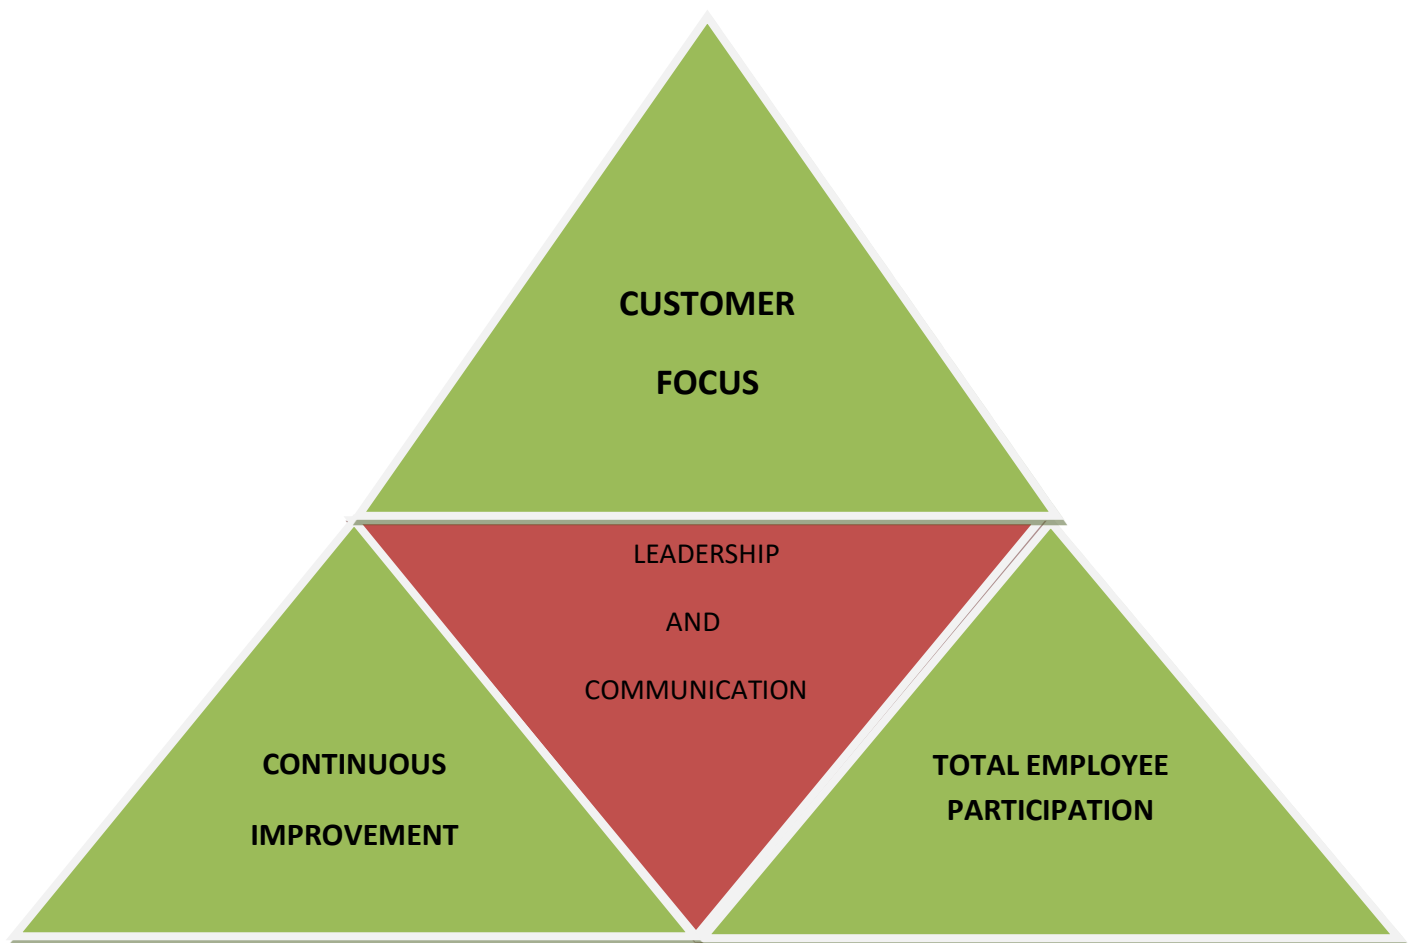 CUSTOMER
FOCUS
LEADERSHIP
AND
COMMUNICATION
CONTINUOUS
IMPROVEMENT
TOTAL EMPLOYEE
PARTICIPATION